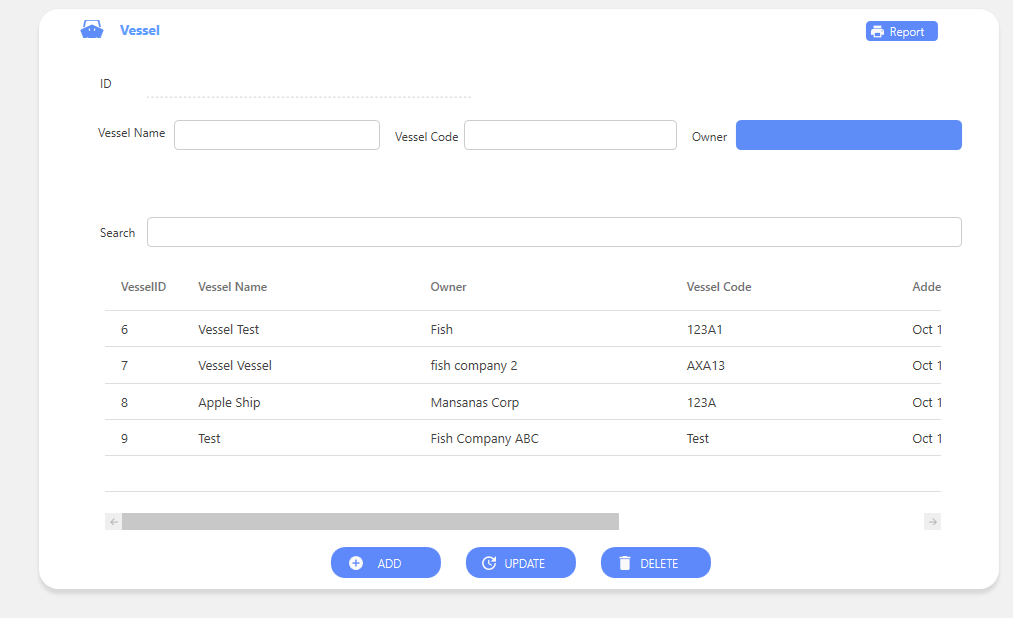 Vessel
Report
ID
Vessel Name
Vessel Code
Owner
Search
VesselID Vessel Name Owner Vessel Code Adde
6 Vessel Test Fish 123A1 Oct 1
7 Vessel Vessel fish company 2 AXA13 Oct 1
8 Apple Ship Mansanas Corp 123A Oct 1
9 Test Fish Company ABC Test Oct 1
ADD
UPDATE
DELETE